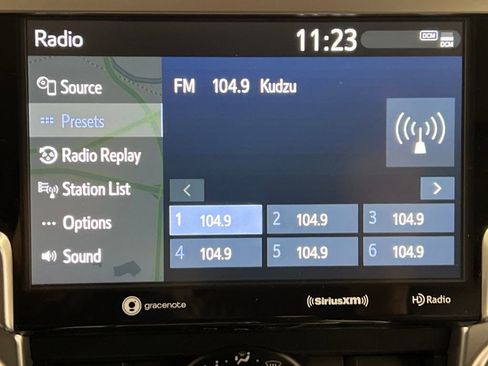 Radio 11:23 DCM
DCM
Source
FM 104.9 Kudzu
Presets
Radio Replay
Station List
Options
1 104.9 2 104.9 3 104.9
Sound
4 104.9 5 104.9 6 104.9
gracenote SiriusXM HD Radio